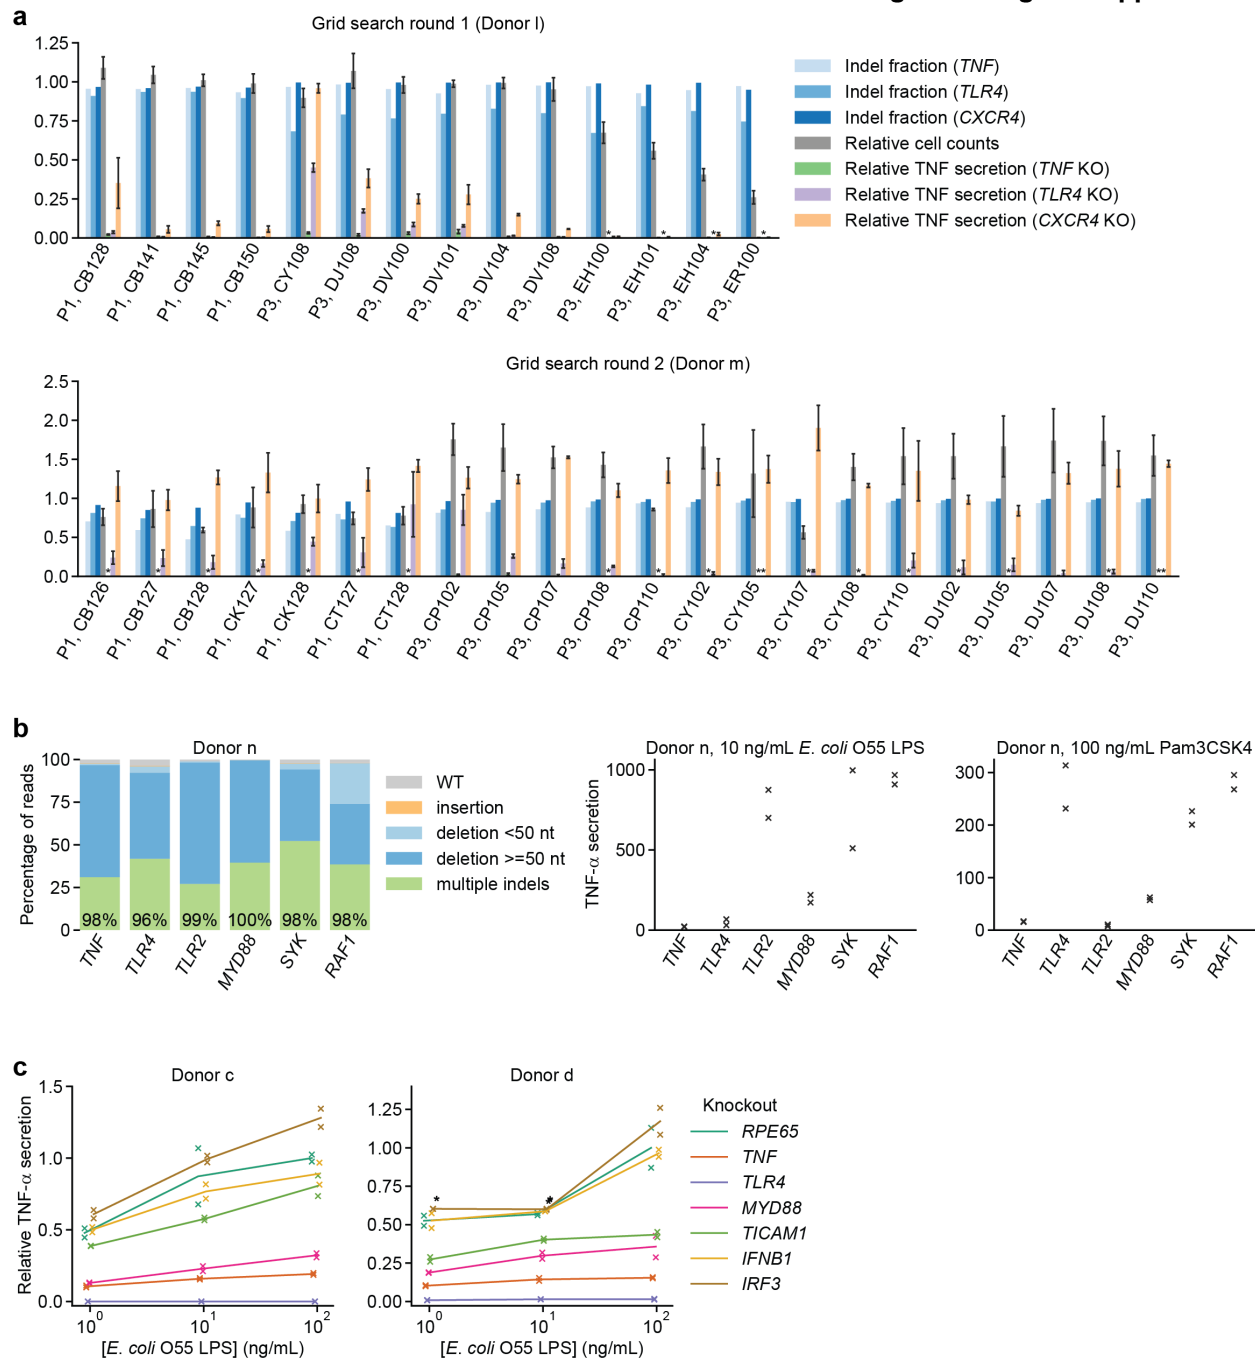 a
Grid search round 1 (Donor l)
1.25
1.00
0.75
0.50
0.25
0.00
P1, CB128
P1, CB141
P1, CB145
P1, CB150
P3, CY108
P3, DJ108
P3, DV100
P3, DV101
P3, DV104
P3, DV108
P3, EH100
P3, EH101
P3, EH104
P3, ER100
Indel fraction (TNF)
Indel fraction (TLR4)
Indel fraction (CXCR4)
Relative cell counts
Relative TNF secretion (TNF KO)
Relative TNF secretion (TLR4 KO)
Relative TNF secretion (CXCR4 KO)
Grid search round 2 (Donor m)
2.5
2.0
1.5
1.0
0.5
0.0
P1, CB126
P1, CB127
P1, CB128
P1, CK127
P1, CK128
P1, CT127
P1, CT128
P3, CP102
P3, CP105
P3, CP107
P3, CP108
P3, CP110
P3, CY102
P3, CY105
P3, CY107
P3, CY108
P3, CY110
P3, DJ102
P3, DJ105
P3, DJ107
P3, DJ108
P3, DJ110
b
Donor n
Percentage of reads
100
75
50
25
0
98% 96% 99% 100% 98% 98%
TNF
TLR4
TLR2
MYD88
SYK
RAF1
WT
insertion
deletion <50 nt
deletion >=50 nt
multiple indels
Donor n, 10 ng/mL E. coli O55 LPS
TNF-α secretion
1000
500
0
TNF
TLR4
TLR2
MYD88
SYK
RAF1
Donor n, 100 ng/mL Pam3CSK4
300
200
100
0
TNF
TLR4
TLR2
MYD88
SYK
RAF1
c
Donor c
Relative TNF-α secretion
1.5
1.0
0.5
0.0
10^0 10^1 10^2
[E. coli O55 LPS] (ng/mL)
Donor d
1.25
1.00
0.75
0.50
0.25
0.00
10^0 10^1 10^2
[E. coli O55 LPS] (ng/mL)
Knockout
RPE65
TNF
TLR4
MYD88
TICAM1
IFNB1
IRF3